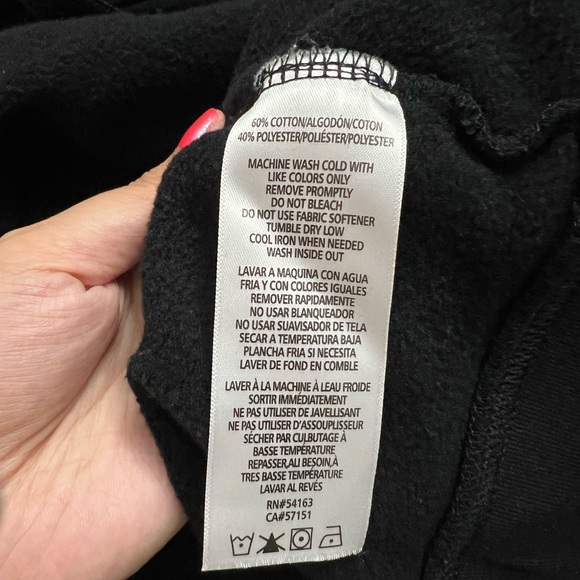 60% COTTON/ALGODÓN/COTON
40% POLYESTER/POLIÉSTER/POLYESTER
MACHINE WASH COLD WITH
LIKE COLORS ONLY
REMOVE PROMPTLY
DO NOT BLEACH
DO NOT USE FABRIC SOFTENER
TUMBLE DRY LOW
COOL IRON WHEN NEEDED
WASH INSIDE OUT
LAVAR A MAQUINA CON AGUA
FRIA Y CON COLORES IGUALES
REMOVER RAPIDAMENTE
NO USAR BLANQUEADOR
NO USAR SUAVISADOR DE TELA
SECAR A TEMPERATURA BAJA
PLANCHA FRIA SI NECESITA
LAVER DE FOND EN COMBLE
LAVER À LA MACHINE À LEAU FROIDE
SORTIR IMMÉDIATEMENT
NE PAS UTILISER DE JAVELLISANT
NE PAS UTILISER D'ASSOUPLISSEUR
SÉCHER PAR CULBUTAGE À
BASSE TEMPÉRATURE
REPASSER,ALI BESOIN,À
TRES BASSE TEMPÉRATURE
LAVAR AL REVÉS
RN#54163
CA#57151